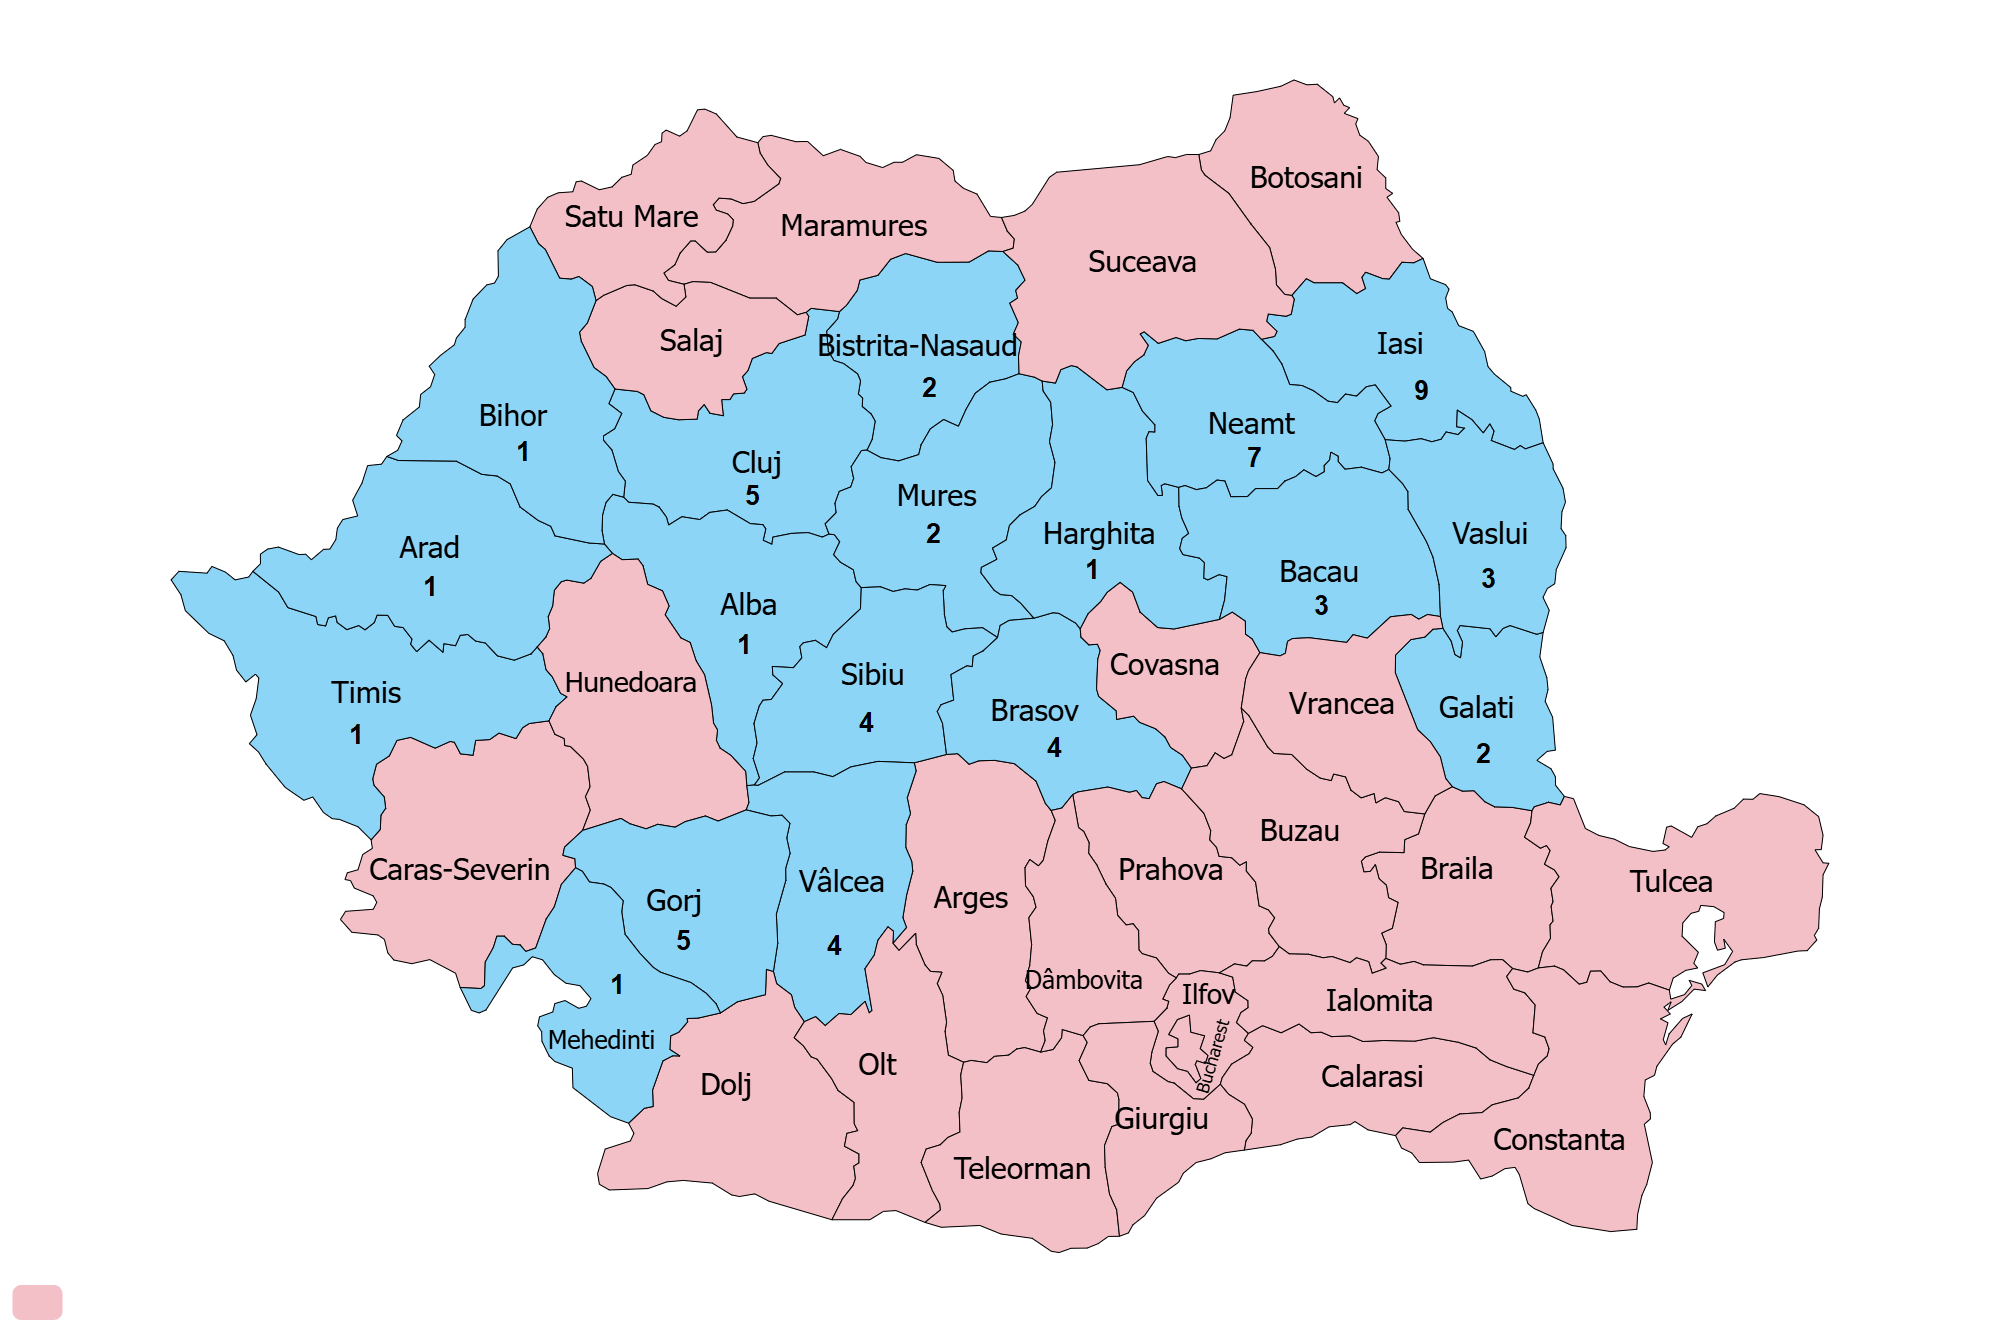 Botosani
Satu Mare
Maramures
Suceava
Salaj
Bistrita-Nasaud
2
Iasi
9
Bihor
1
Neamt
7
Cluj
5
Mures
2
Harghita
1
Vaslui
3
Arad
1
Bacau
3
Alba
1
Covasna
Sibiu
4
Hunedoara
Timis
1
Brasov
4
Vrancea
Galati
2
Buzau
Caras-Severin
Gorj
5
Vâlcea
4
Arges
Prahova
Braila
Tulcea
Dâmbovita
Ilfov
Bucharest
Ialomita
1
Mehedinti
Dolj
Olt
Calarasi
Giurgiu
Teleorman
Constanta